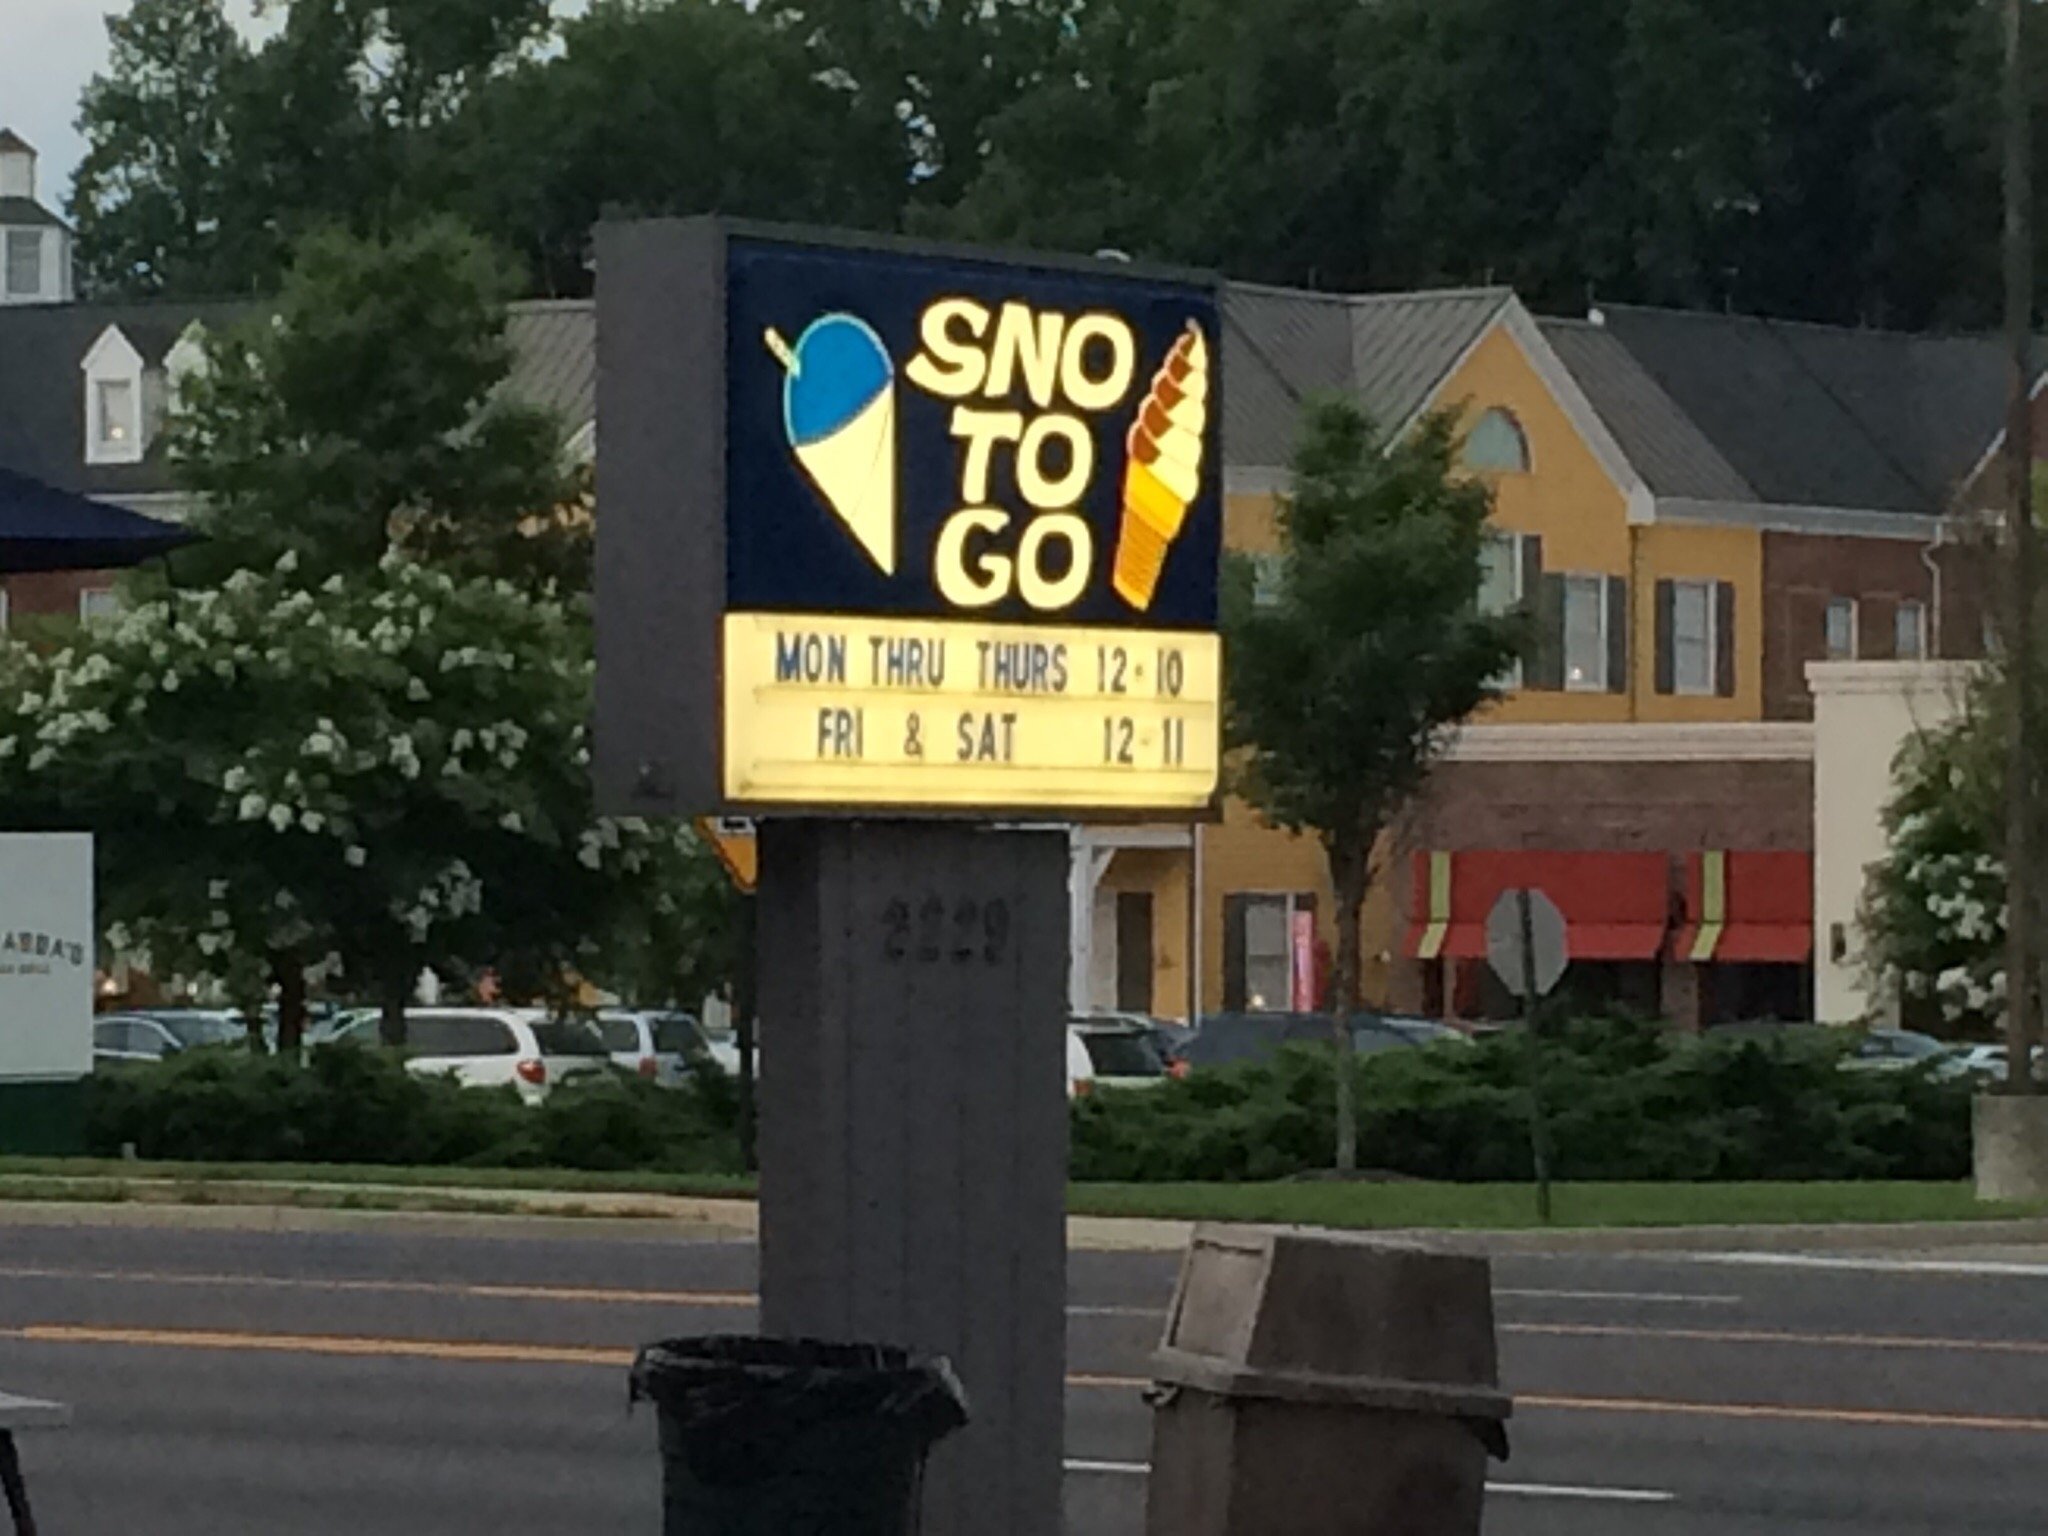 SNO
TO
GO
MON THRU THURS 12-10
FRI & SAT 12-11
2229